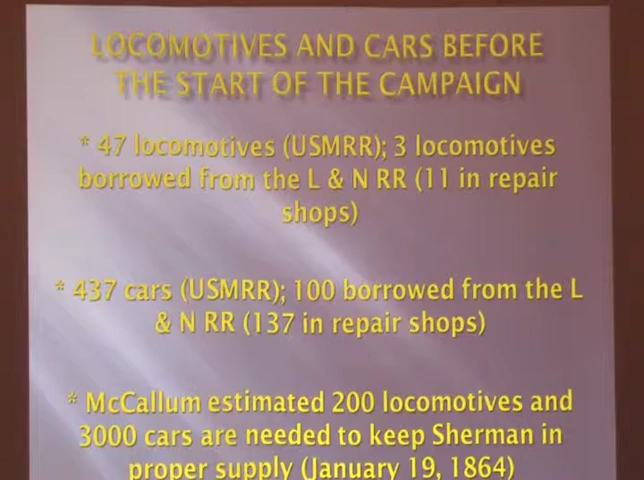 LOCOMOTIVES AND CARS BEFORE
THE START OF THE CAMPAIGN
* 47 locomotives (USMRR); 3 locomotives
borrowed from the L & N RR (11 in repair
shops)
* 437 cars (USMRR); 100 borrowed from the L
& N RR (137 in repair shops)
* McCallum estimated 200 locomotives and
3000 cars are needed to keep Sherman in
proper supply (January 19, 1864)